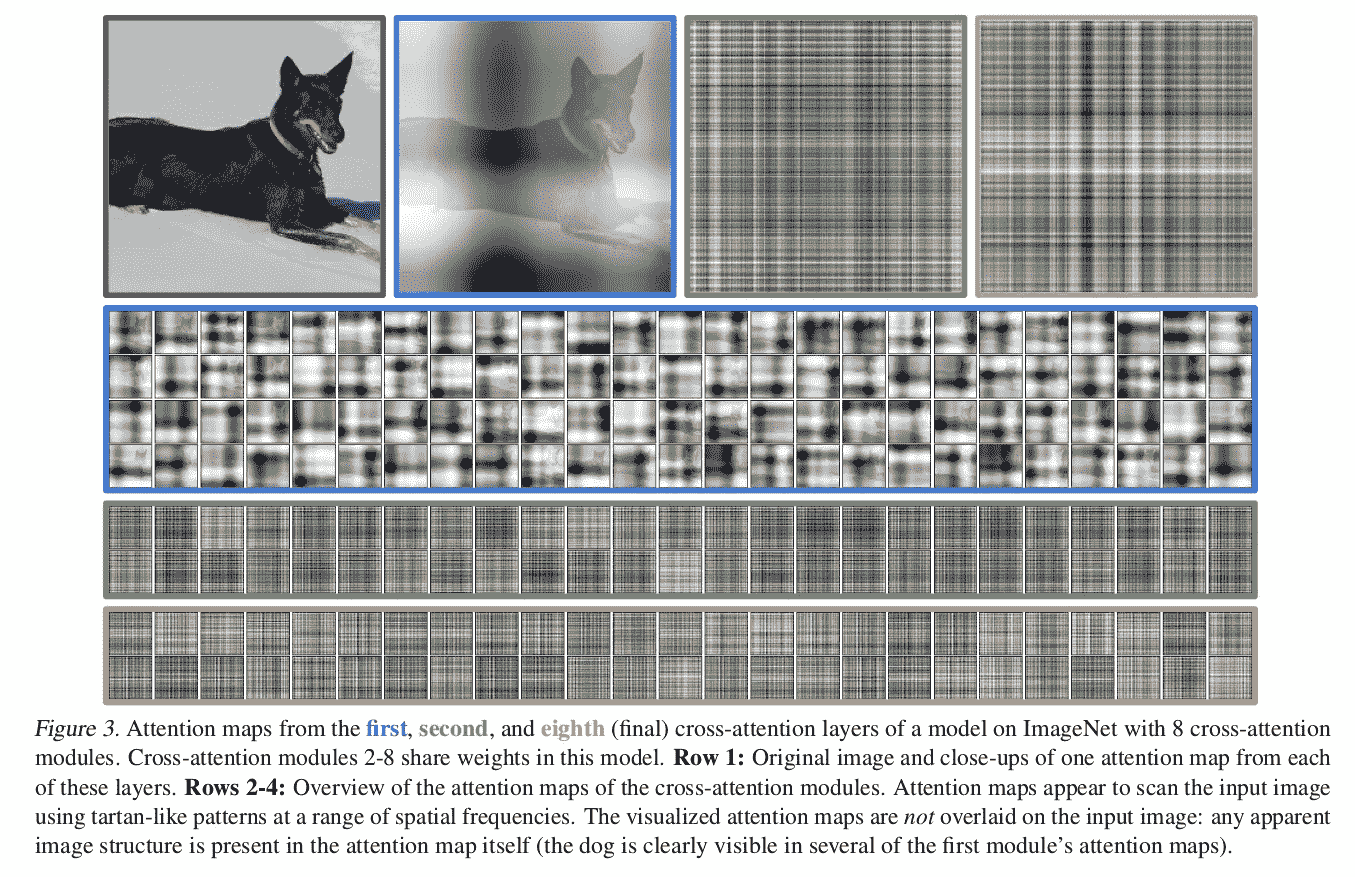 Figure 3. Attention maps from the first, second, and eighth (final) cross-attention layers of a model on ImageNet with 8 cross-attention
modules. Cross-attention modules 2-8 share weights in this model. Row 1: Original image and close-ups of one attention map from each
of these layers. Rows 2-4: Overview of the attention maps of the cross-attention modules. Attention maps appear to scan the input image
using tartan-like patterns at a range of spatial frequencies. The visualized attention maps are not overlaid on the input image: any apparent
image structure is present in the attention map itself (the dog is clearly visible in several of the first module's attention maps).